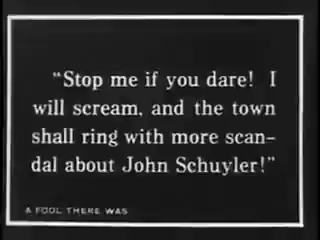 "Stop me if you dare! I
will scream, and the town
shall ring with more scan-
dal about John Schuyler!"
A FOOL THERE WAS